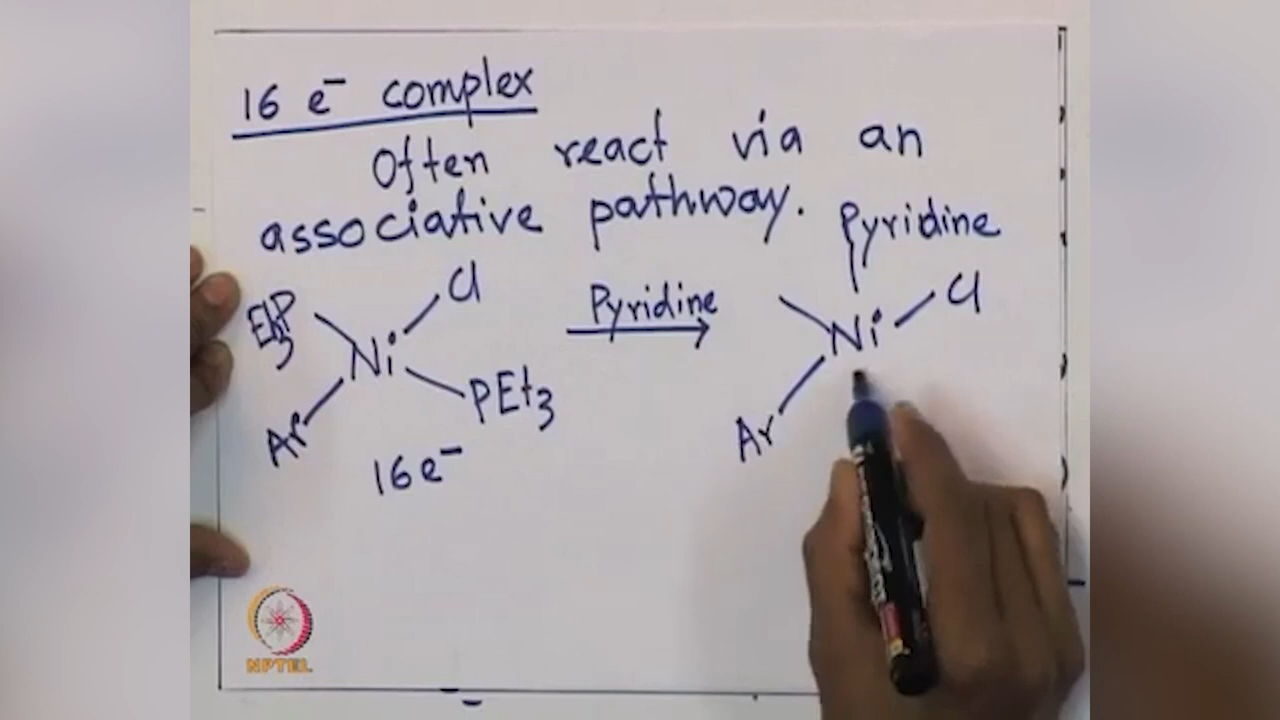 16 e⁻ complex
Often react via an
associative pathway.
Pyridine
Et₃P Cl
Pyridine
Cl
Ni
Ni
Ar PEt₃
Ar
16e⁻
NPTEL